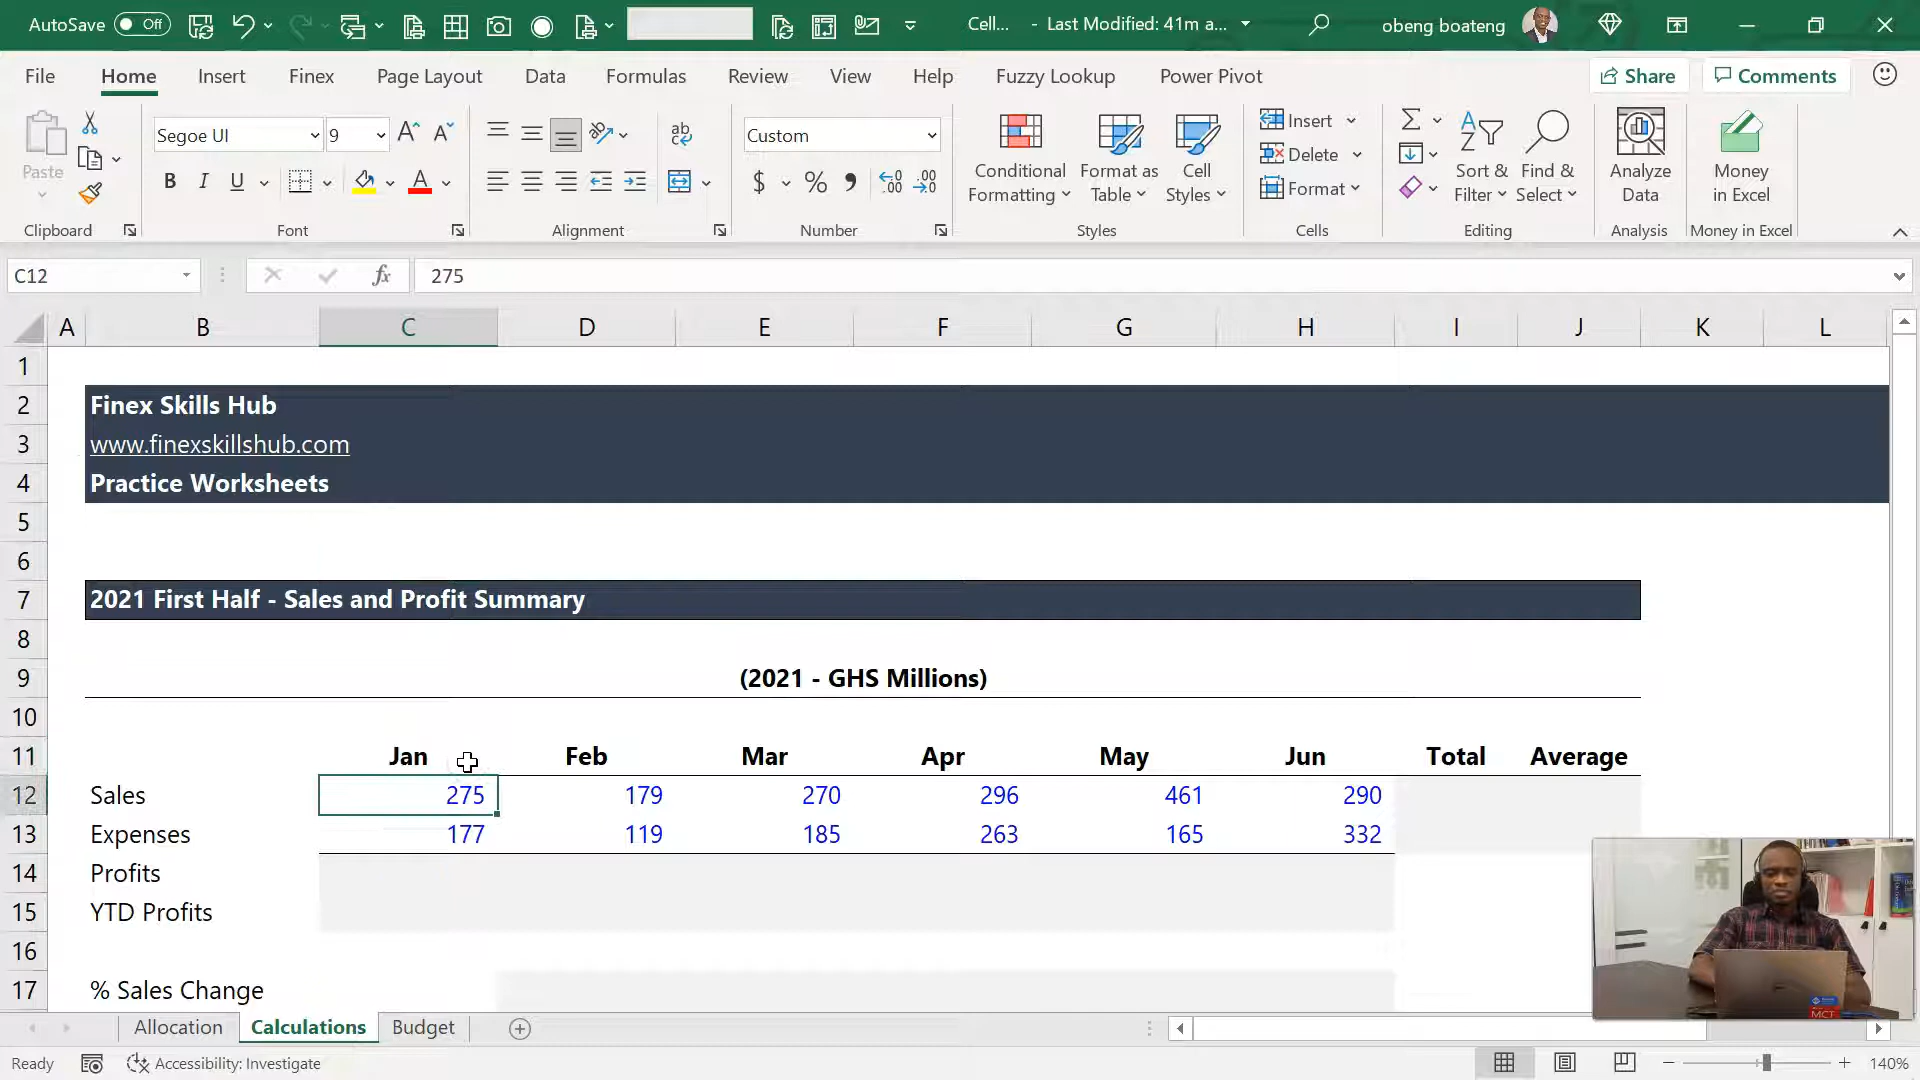 AutoSave Off Cell... - Last Modified: 41m a... obeng boateng
File Home Insert Finex Page Layout Data Formulas Review View Help Fuzzy Lookup Power Pivot Share Comments
Paste Segoe UI 9 A A ab Custom Conditional Formatting Format as Table Cell Styles Insert Delete Format Sort & Filter Find & Select Analyze Data Money in Excel
B I U A $ % 9 .00 .00
Clipboard Font Alignment Number Styles Cells Editing Analysis Money in Excel
C12 fx 275
A B C D E F G H I J K L
1
2 Finex Skills Hub
3 www.finexskillshub.com
4 Practice Worksheets
5
6
7 2021 First Half - Sales and Profit Summary
8
9 (2021 - GHS Millions)
10
11 Jan Feb Mar Apr May Jun Total Average
12 Sales 275 179 270 296 461 290
13 Expenses 177 119 185 263 165 332
14 Profits
15 YTD Profits
16
17 % Sales Change
MCT
Allocation Calculations Budget
Ready Accessibility: Investigate 140%